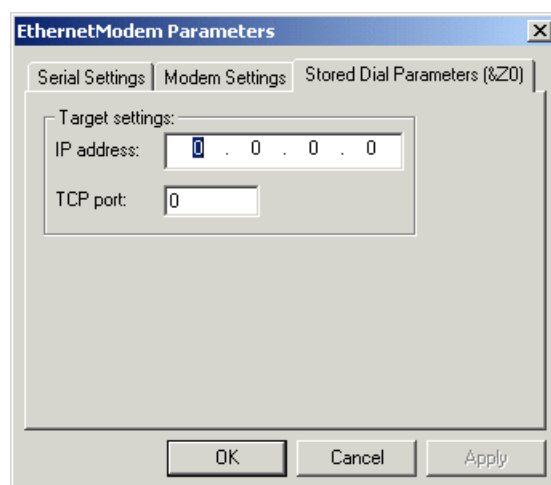 EthernetModem Parameters
Serial Settings Modem Settings Stored Dial Parameters (&Z0)
Target settings:
IP address: 0 . 0 . 0 . 0
TCP port: 0
OK Cancel Apply